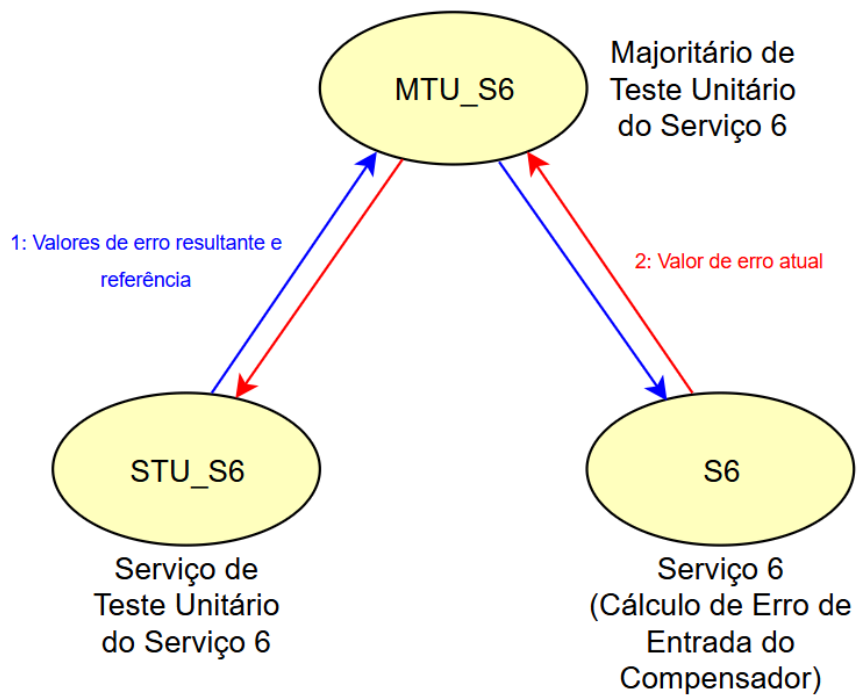 MTU_S6
Majoritário de
Teste Unitário
do Serviço 6
1: Valores de erro resultante e
referência
2: Valor de erro atual
STU_S6
Serviço de
Teste Unitário
do Serviço 6
S6
Serviço 6
(Cálculo de Erro de
Entrada do
Compensador)